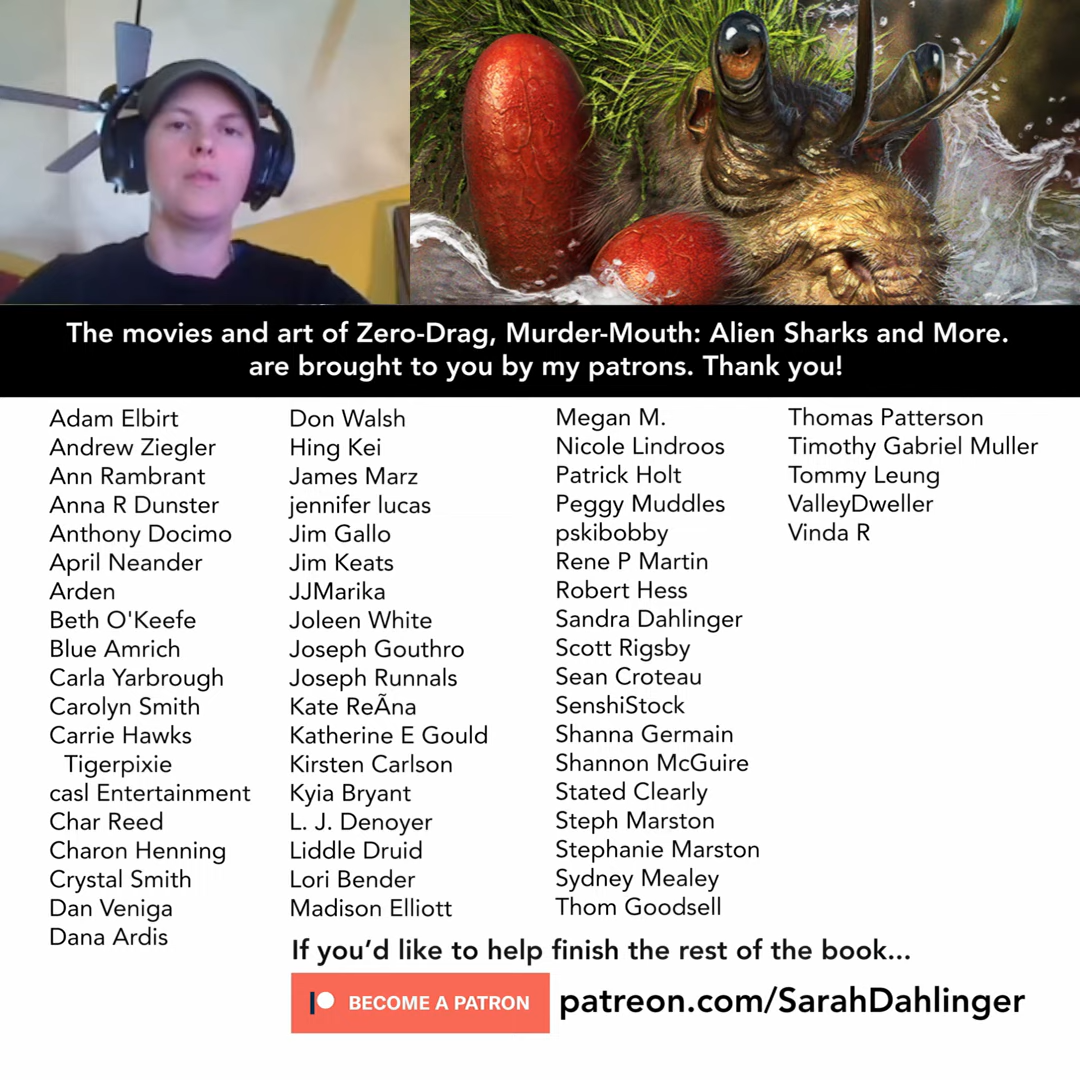 The movies and art of Zero-Drag, Murder-Mouth: Alien Sharks and More.
are brought to you by my patrons. Thank you!
Adam Elbirt
Andrew Ziegler
Ann Rambrant
Anna R Dunster
Anthony Docimo
April Neander
Arden
Beth O'Keefe
Blue Amrich
Carla Yarbrough
Carolyn Smith
Carrie Hawks
Tigerpixie
casl Entertainment
Char Reed
Charon Henning
Crystal Smith
Dan Veniga
Dana Ardis
Don Walsh
Hing Kei
James Marz
jennifer lucas
Jim Gallo
Jim Keats
JJMarika
Joleen White
Joseph Gouthro
Joseph Runnals
Kate ReÃna
Katherine E Gould
Kirsten Carlson
Kyia Bryant
L. J. Denoyer
Liddle Druid
Lori Bender
Madison Elliott
Megan M.
Nicole Lindroos
Patrick Holt
Peggy Muddles
pskibobby
Rene P Martin
Robert Hess
Sandra Dahlinger
Scott Rigsby
Sean Croteau
SenshiStock
Shanna Germain
Shannon McGuire
Stated Clearly
Steph Marston
Stephanie Marston
Sydney Mealey
Thom Goodsell
Thomas Patterson
Timothy Gabriel Muller
Tommy Leung
ValleyDweller
Vinda R
If you'd like to help finish the rest of the book...
BECOME A PATRON
patreon.com/SarahDahlinger